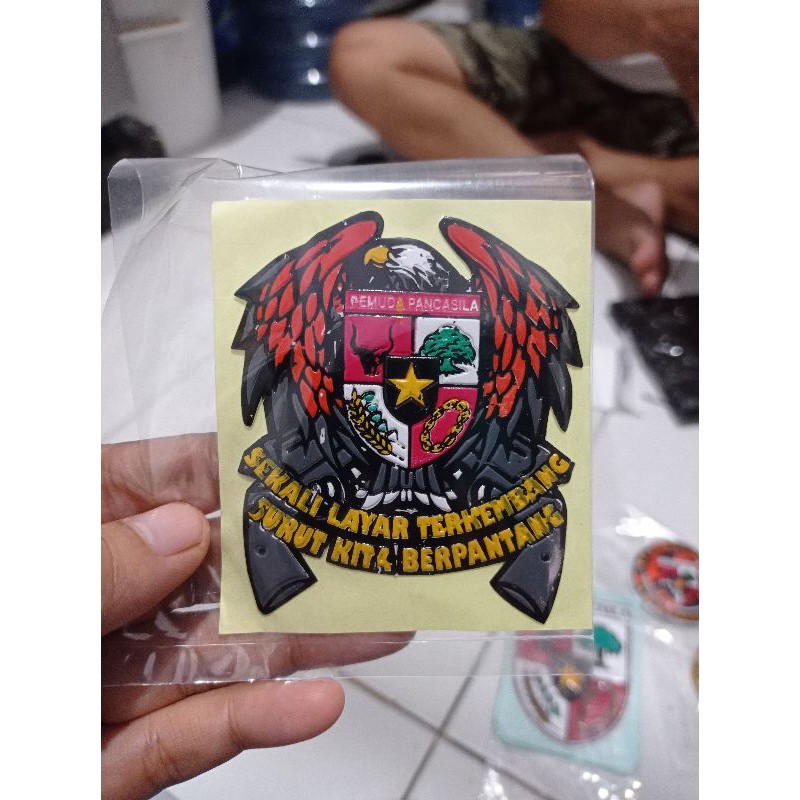 PEMUDA PANCASILA
SEKALI LAYAR TERKEMBANG
SURUT KITA BERPANTANG